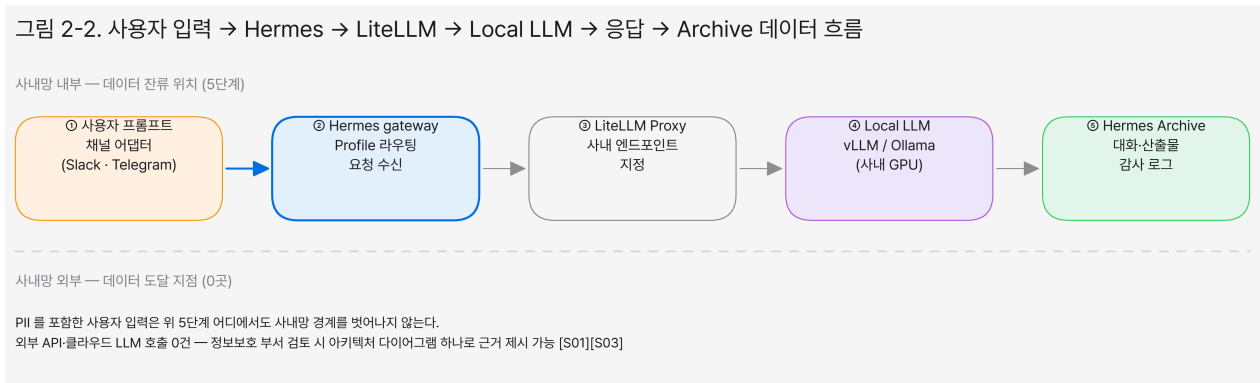 그림 2-2. 사용자 입력 → Hermes → LiteLLM → Local LLM → 응답 → Archive 데이터 흐름
사내망 내부 — 데이터 잔류 위치 (5단계)
① 사용자 프롬프트
채널 어댑터
(Slack · Telegram)
② Hermes gateway
Profile 라우팅
요청 수신
③ LiteLLM Proxy
사내 엔드포인트
지정
④ Local LLM
vLLM / Ollama
(사내 GPU)
⑤ Hermes Archive
대화·산출물
감사 로그
사내망 외부 — 데이터 도달 지점 (0곳)
PII 를 포함한 사용자 입력은 위 5단계 어디에서도 사내망 경계를 벗어나지 않는다.
외부 API·클라우드 LLM 호출 0건 — 정보보호 부서 검토 시 아키텍처 다이어그램 하나로 근거 제시 가능 [S01][S03]